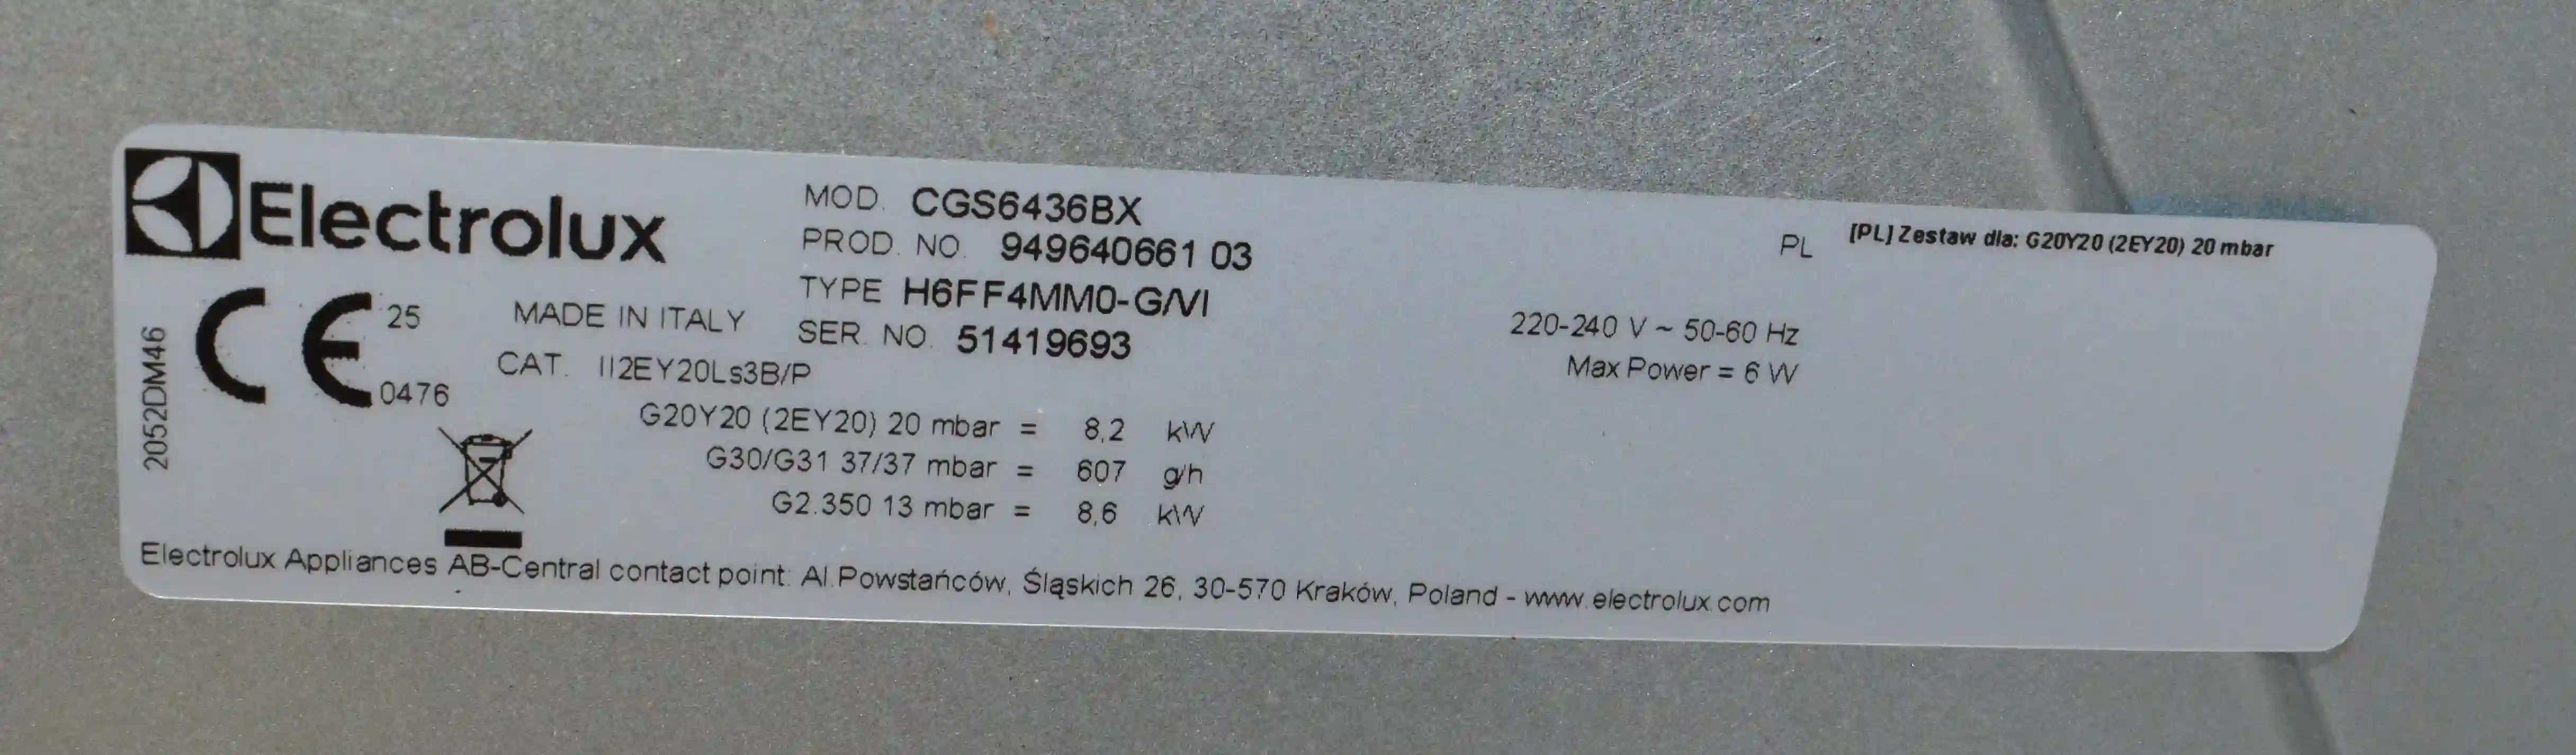 Electrolux
MOD. CGS6436BX
PROD. NO. 949640661 03
TYPE H6FF4MM0-G/VI
SER. NO. 51419693
PL [PL] Zestaw dla: G20Y20 (2EY20) 20 mbar
CE 25
0476
2052DM46
MADE IN ITALY
CAT. II2EY20Ls3B/P
220-240 V ~ 50-60 Hz
Max Power = 6 W
G20Y20 (2EY20) 20 mbar = 8,2 kW
G30/G31 37/37 mbar = 607 g/h
G2.350 13 mbar = 8,6 kW
Electrolux Appliances AB-Central contact point: Al.Powstańców, Śląskich 26, 30-570 Kraków, Poland - www.electrolux.com